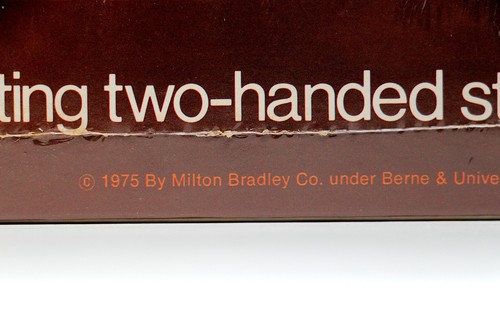 ting two-handed st
© 1975 By Milton Bradley Co. under Berne & Unive